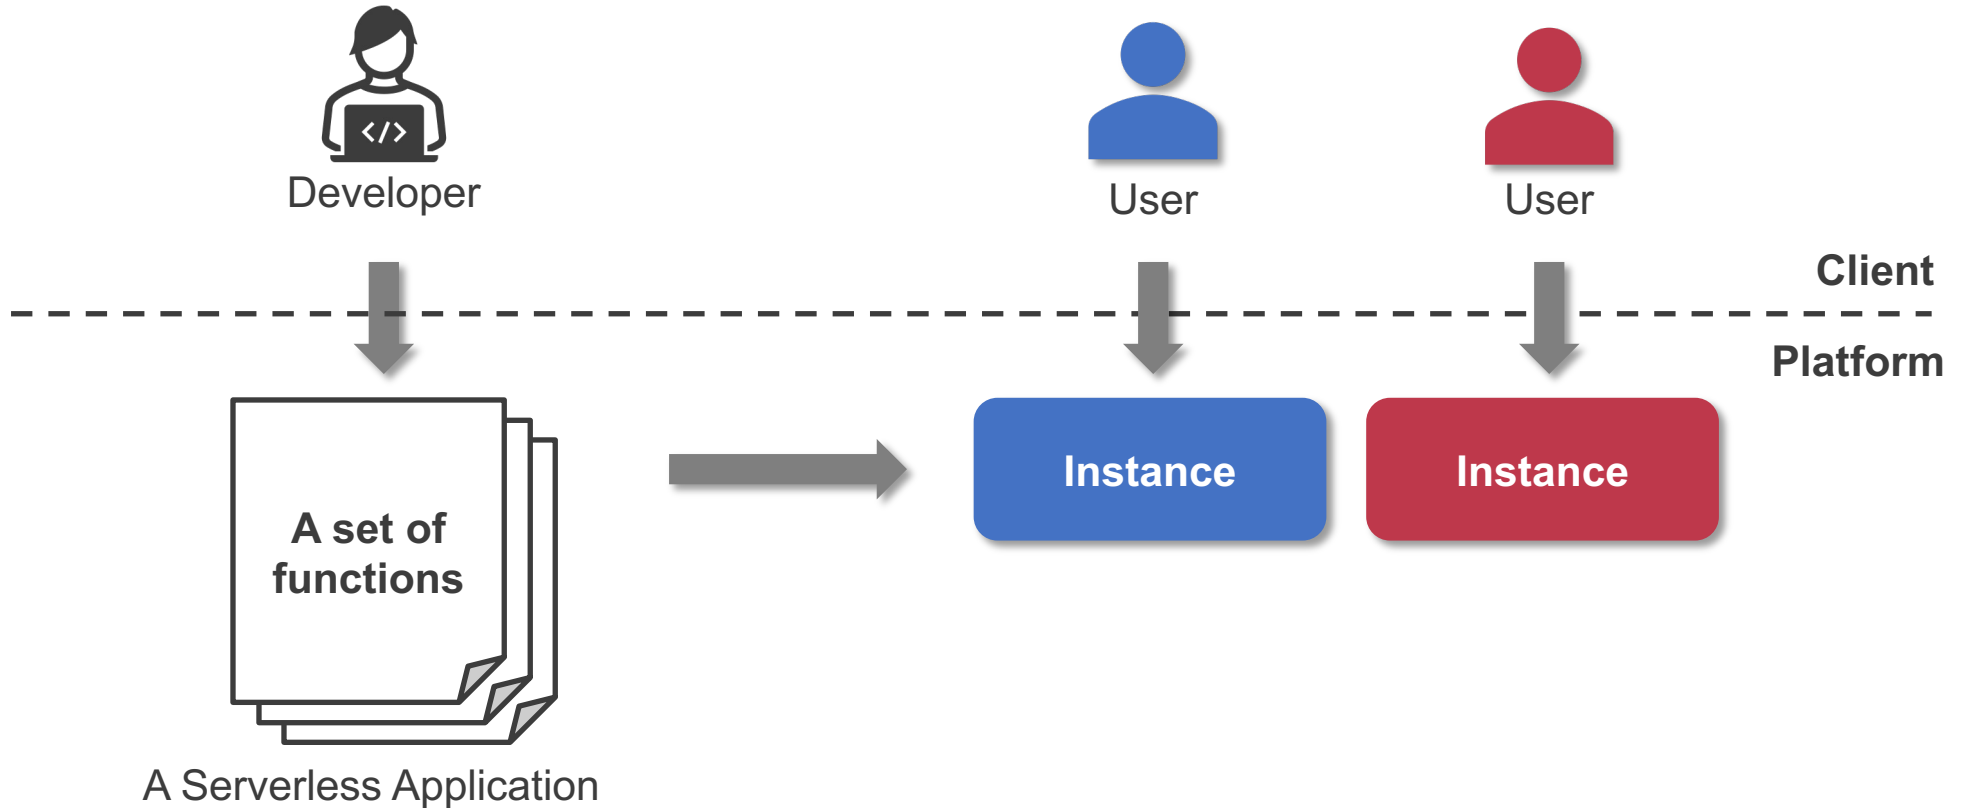 </>
Developer
User
User
Client
Platform
A set of
functions
Instance
Instance
A Serverless Application